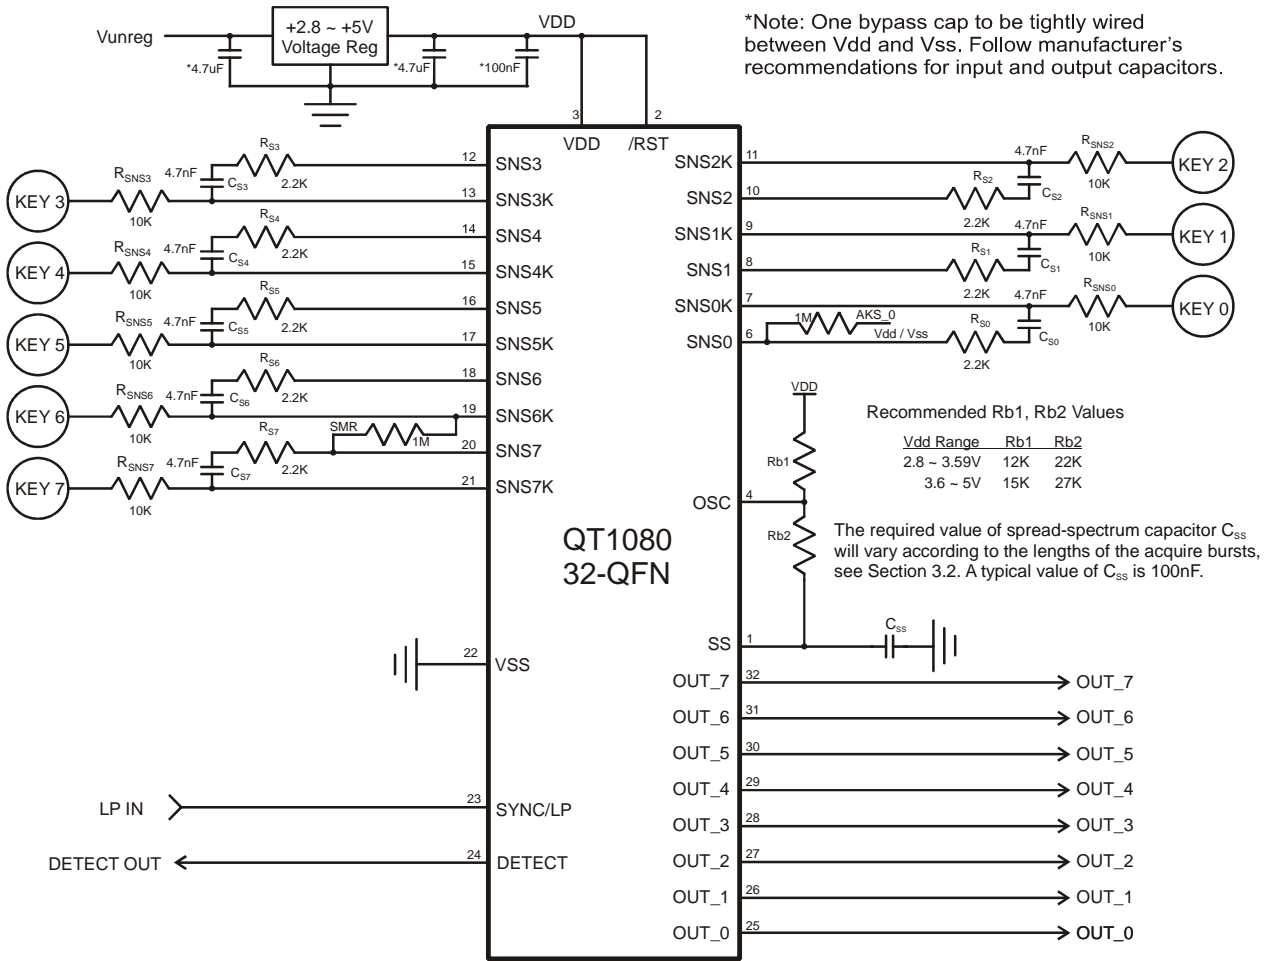 Vunreg
+2.8 ~ +5V
Voltage Reg
VDD
*4.7uF
*4.7uF
*100nF
*Note: One bypass cap to be tightly wired
between Vdd and Vss. Follow manufacturer's
recommendations for input and output capacitors.
3
2
VDD
/RST
KEY 3
RSNS3
10K
4.7nF
CS3
RS3
2.2K
12
SNS3
13
SNS3K
KEY 4
RSNS4
10K
4.7nF
CS4
RS4
2.2K
14
SNS4
15
SNS4K
KEY 5
RSNS5
10K
4.7nF
CS5
RS5
2.2K
16
SNS5
17
SNS5K
KEY 6
RSNS6
10K
4.7nF
CS6
RS6
2.2K
18
SNS6
19
SNS6K
SMR
1M
KEY 7
RSNS7
10K
4.7nF
CS7
RS7
2.2K
20
SNS7
21
SNS7K
SNS2K
11
4.7nF
RSNS2
10K
KEY 2
SNS2
10
RS2
2.2K
CS2
SNS1K
9
4.7nF
RSNS1
10K
KEY 1
SNS1
8
RS1
2.2K
CS1
SNS0K
7
4.7nF
RSNS0
10K
KEY 0
1M
AKS_0
Vdd / Vss
SNS0
6
RS0
2.2K
CS0
VDD
Rb1
OSC
4
Rb2
Recommended Rb1, Rb2 Values
Vdd Range Rb1 Rb2
2.8 ~ 3.59V 12K 22K
3.6 ~ 5V 15K 27K
The required value of spread-spectrum capacitor CSS
will vary according to the lengths of the acquire bursts,
see Section 3.2. A typical value of CSS is 100nF.
QT1080
32-QFN
SS
1
CSS
22
VSS
OUT_7
32
OUT_7
OUT_6
31
OUT_6
OUT_5
30
OUT_5
OUT_4
29
OUT_4
OUT_3
28
OUT_3
OUT_2
27
OUT_2
OUT_1
26
OUT_1
OUT_0
25
OUT_0
LP IN
23
SYNC/LP
DETECT OUT
24
DETECT